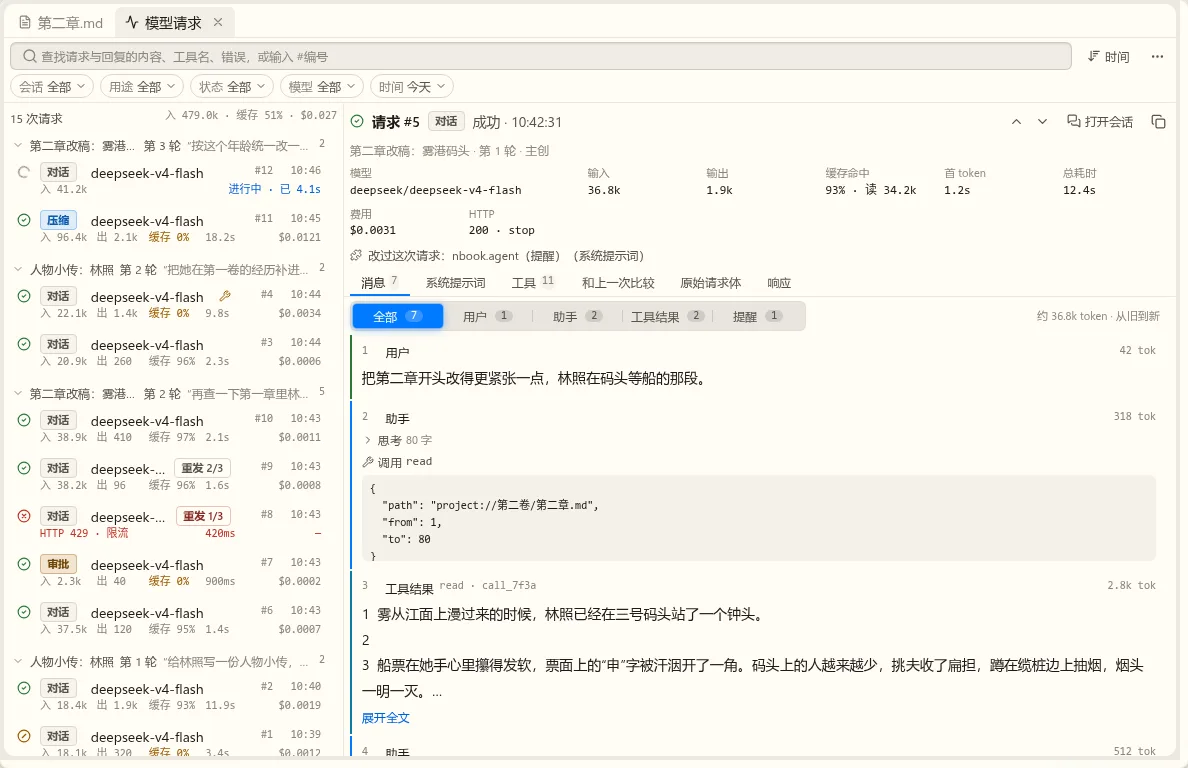 第二章.md
模型请求
查找请求与回复的内容、工具名、错误，或输入 #编号
时间
会话 全部
用途 全部
状态 全部
模型 全部
时间 今天
15 次请求
入 479.0k · 缓存 51% · $0.027
第二章改稿：雾港… 第 3 轮 “按这个年龄统一改一… 2
对话 deepseek-v4-flash #12 10:46
入 41.2k 进行中 · 已 4.1s
压缩 deepseek-v4-flash #11 10:45
入 96.4k 出 2.1k 缓存 0% 18.2s $0.0121
人物小传：林照 第 2 轮 “把她在第一卷的经历补进… 2
对话 deepseek-v4-flash #4 10:44
入 22.1k 出 1.4k 缓存 0% 9.8s $0.0034
对话 deepseek-v4-flash #3 10:44
入 20.9k 出 260 缓存 96% 2.3s $0.0006
第二章改稿：雾港… 第 2 轮 “再查一下第一章里林… 5
对话 deepseek-v4-flash #10 10:43
入 38.9k 出 410 缓存 97% 2.1s $0.0011
对话 deepseek-… 重发 2/3 #9 10:43
入 38.2k 出 96 缓存 96% 1.6s $0.0008
对话 deepseek-… 重发 1/3 #8 10:43
HTTP 429 · 限流 420ms —
审批 deepseek-v4-flash #7 10:43
入 2.3k 出 40 缓存 0% 900ms $0.0002
对话 deepseek-v4-flash #6 10:43
入 37.5k 出 120 缓存 95% 1.4s $0.0007
人物小传：林照 第 1 轮 “给林照写一份人物小传，… 2
对话 deepseek-v4-flash #2 10:40
入 18.4k 出 1.9k 缓存 93% 11.9s $0.0019
对话 deepseek-v4-flash #1 10:39
入 18.1k 出 320 缓存 0% 3.4s $0.0012
请求 #5 对话 成功 · 10:42:31
打开会话
第二章改稿：雾港码头 · 第 1 轮 · 主创
模型 输入 输出 缓存命中 首 token 总耗时
deepseek/deepseek-v4-flash 36.8k 1.9k 93% · 读 34.2k 1.2s 12.4s
费用 HTTP
$0.0031 200 · stop
改过这次请求：nbook.agent（提醒）（系统提示词）
消息 7 系统提示词 工具 11 和上一次比较 原始请求体 响应
全部 7 用户 1 助手 2 工具结果 2 提醒 1
约 36.8k token · 从旧到新
1 用户 42 tok
把第二章开头改得更紧张一点，林照在码头等船的那段。
2 助手 318 tok
思考 80 字
调用 read
{
"path": "project://第二卷/第二章.md",
"from": 1,
"to": 80
}
3 工具结果 read · call_7f3a 2.8k tok
1 雾从江面上漫过来的时候，林照已经在三号码头站了一个钟头。
2
3 船票在她手心里攥得发软，票面上的“申”字被汗洇开了一角。码头上的人越来越少，挑夫收了扁担，蹲在缆桩边上抽烟，烟头
一明一灭。…
展开全文
4 助手 512 tok